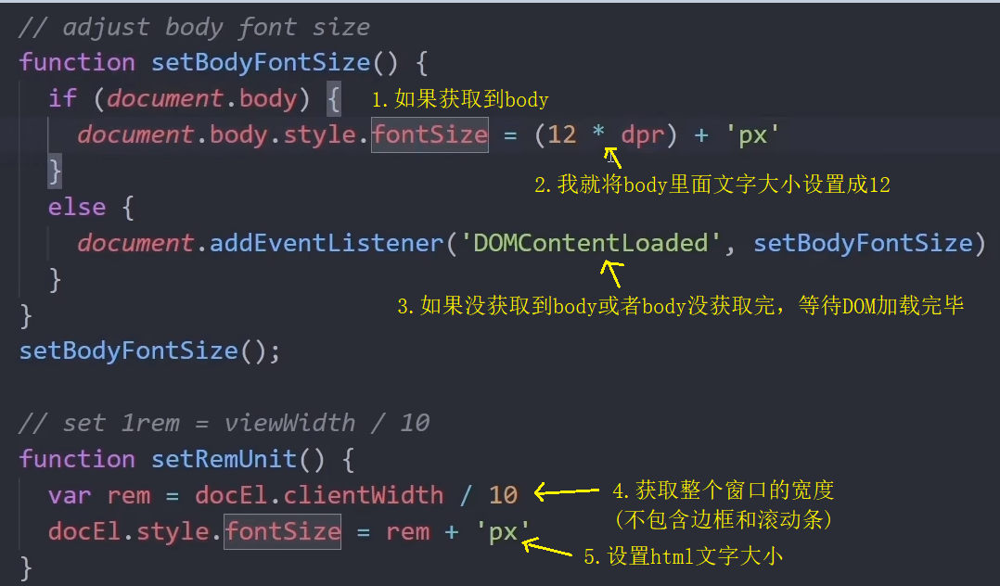 // adjust body font size
function setBodyFontSize() {
if (document.body) { 1.如果获取到body
document.body.style.fontSize = (12 * dpr) + 'px'
} 2.我就将body里面文字大小设置成12
else {
document.addEventListener('DOMContentLoaded', setBodyFontSize)
}
3.如果没获取到body或者body没获取完，等待DOM加载完毕
}
setBodyFontSize();
// set 1rem = viewWidth / 10
function setRemUnit() {
var rem = docEl.clientWidth / 10 4.获取整个窗口的宽度
(不包含边框和滚动条)
docEl.style.fontSize = rem + 'px'
5.设置html文字大小
}